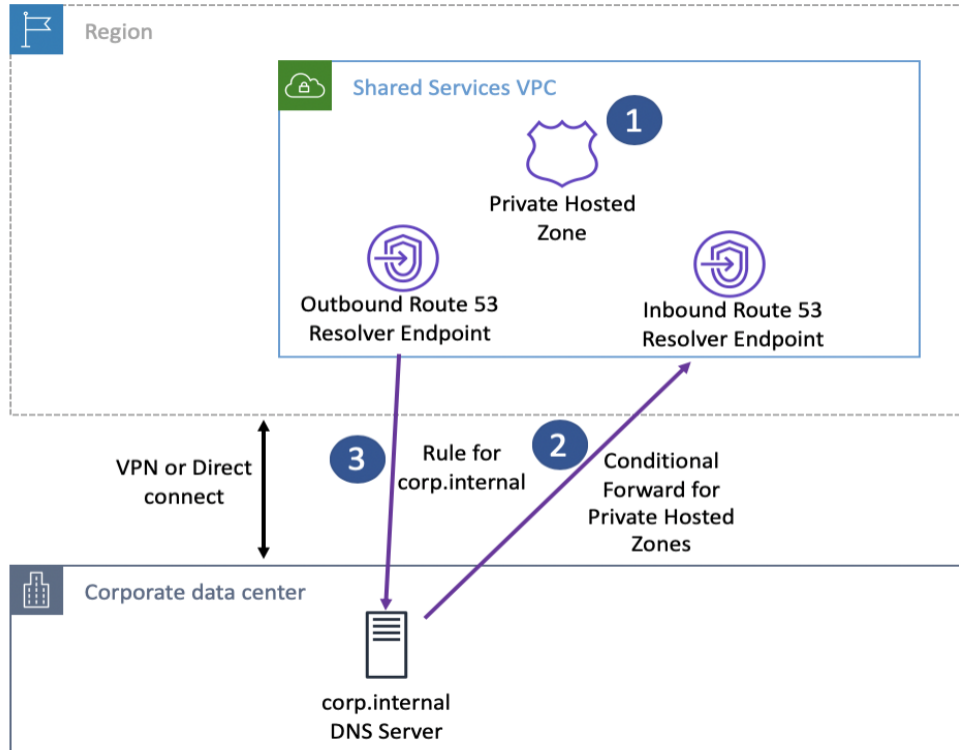 Region
Shared Services VPC
1
Private Hosted
Zone
Outbound Route 53
Resolver Endpoint
Inbound Route 53
Resolver Endpoint
VPN or Direct
connect
3
Rule for
corp.internal
2
Conditional
Forward for
Private Hosted
Zones
Corporate data center
corp.internal
DNS Server